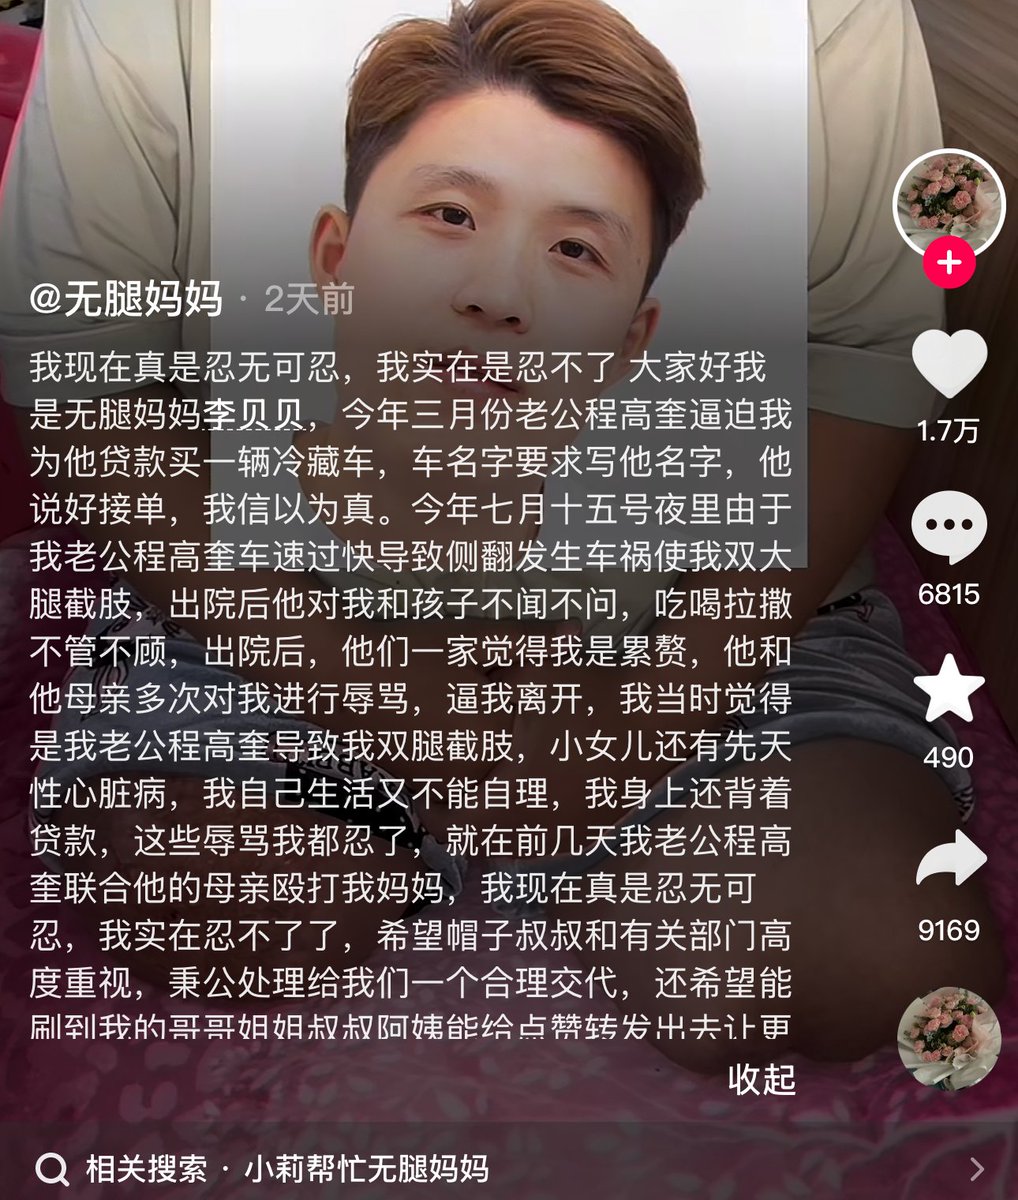 @无腿妈妈 · 2天前
我现在真是忍无可忍，我实在是忍不了 大家好我
是无腿妈妈李贝贝，今年三月份老公程高奎逼迫我
为他贷款买一辆冷藏车，车名字要求写他名字，他
说好接单，我信以为真。今年七月十五号夜里由于
我老公程高奎车速过快导致侧翻发生车祸使我双大
腿截肢，出院后他对我和孩子不闻不问，吃喝拉撒
不管不顾，出院后，他们一家觉得我是累赘，他和
他母亲多次对我进行辱骂，逼我离开，我当时觉得
是我老公程高奎导致我双腿截肢，小女儿还有先天
性心脏病，我自己生活又不能自理，我身上还背着
贷款，这些辱骂我都忍了，就在前几天我老公程高
奎联合他的母亲殴打我妈妈，我现在真是忍无可
忍，我实在忍不了了，希望帽子叔叔和有关部门高
度重视，秉公处理给我们一个合理交代，还希望能
刷到我的哥哥姐姐叔叔阿姨能给点赞转发出去让更
收起
1.7万
6815
490
9169
相关搜索 · 小莉帮忙无腿妈妈